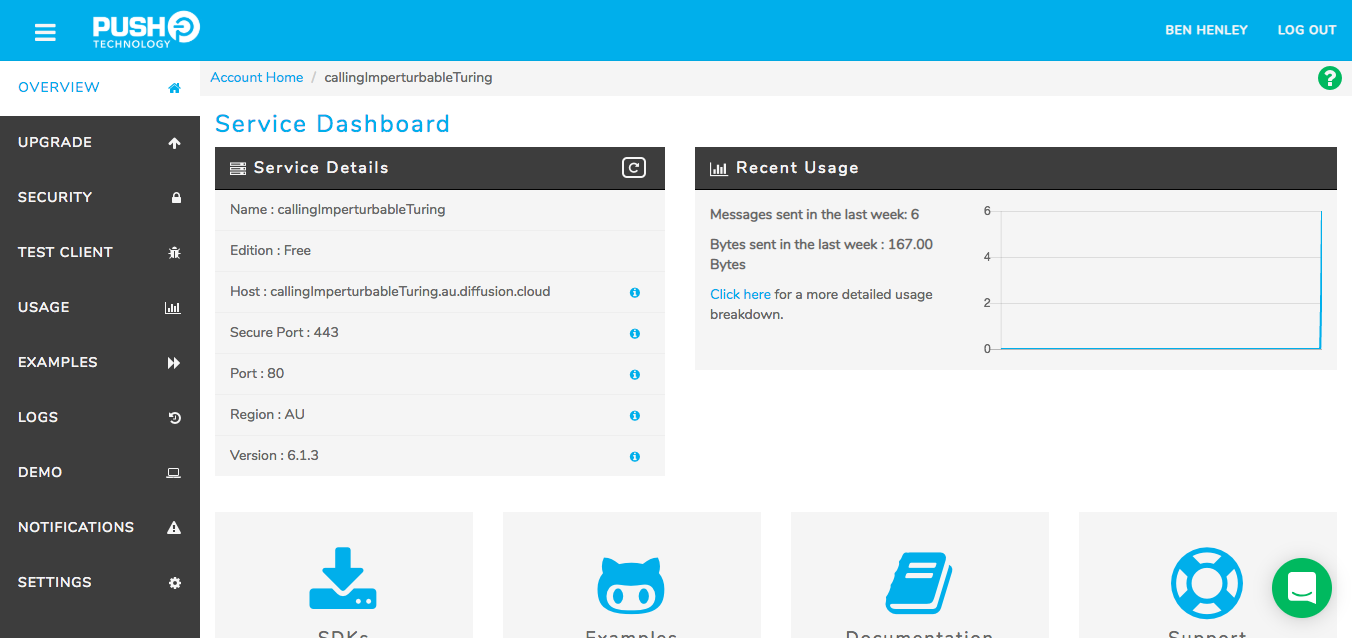 PUSH
TECHNOLOGY
BEN HENLEY
LOG OUT
OVERVIEW
Account Home / callingImperturbableTuring
?
UPGRADE
SECURITY
TEST CLIENT
USAGE
EXAMPLES
LOGS
DEMO
NOTIFICATIONS
SETTINGS
Service Dashboard
Service Details
Name : callingImperturbableTuring
Edition : Free
Host : callingImperturbableTuring.au.diffusion.cloud
Secure Port : 443
Port : 80
Region : AU
Version : 6.1.3
Recent Usage
Messages sent in the last week: 6
Bytes sent in the last week : 167.00
Bytes
Click here for a more detailed usage
breakdown.
6
4
2
0
SDKs
Examples
Documentation
Support